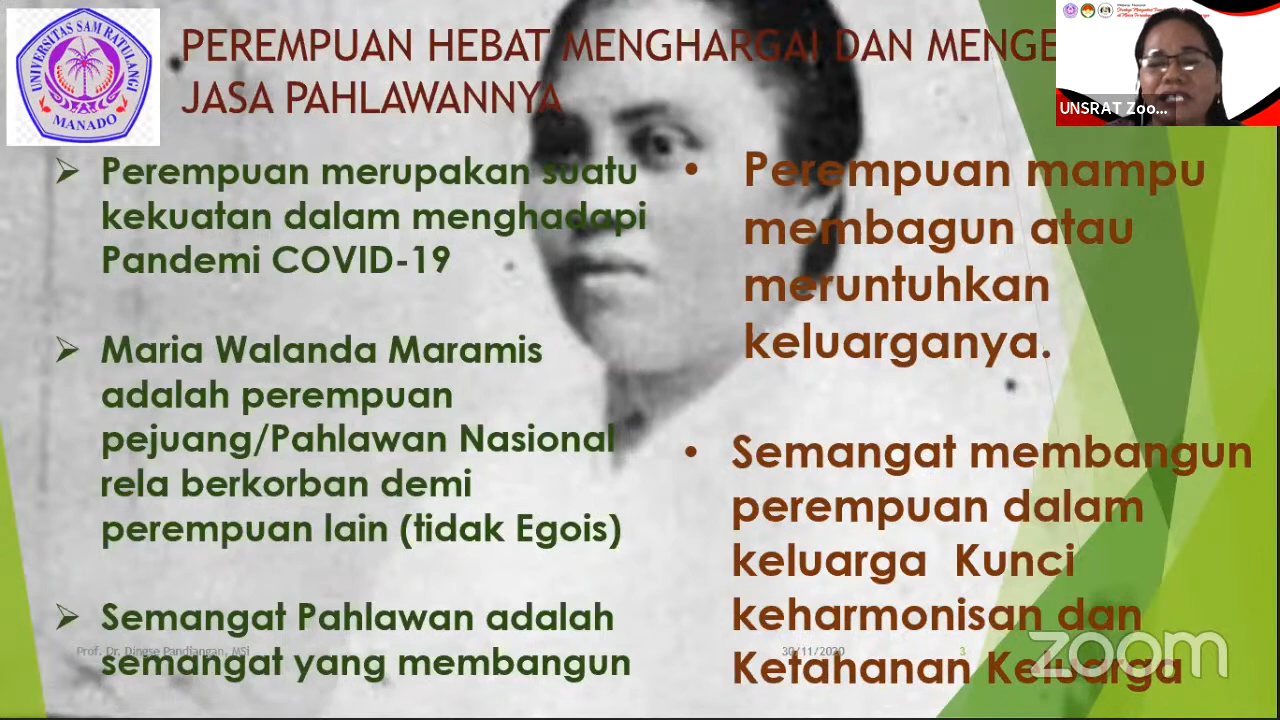 UNIVERSITAS SAM RATULANGI
MANADO
PEREMPUAN HEBAT MENGHARGAI DAN
JASA PAHLAWANNYA
UNSRAT Zoo...
Perempuan merupakan suatu
kekuatan dalam menghadapi
Pandemi COVID-19
Maria Walanda Maramis
adalah perempuan
pejuang/Pahlawan Nasional
rela berkorban demi
perempuan lain (tidak Egois)
Semangat Pahlawan adalah
semangat yang membangun
Perempuan mampu
membagun atau
meruntuhkan
keluarganya.
Semangat membangun
perempuan dalam
keluarga Kunci
keharmonisan dan
Ketahanan Keluarga
Prof. Dr. Dingse Pandiangan, MSi
30/11/2020
3
zoom